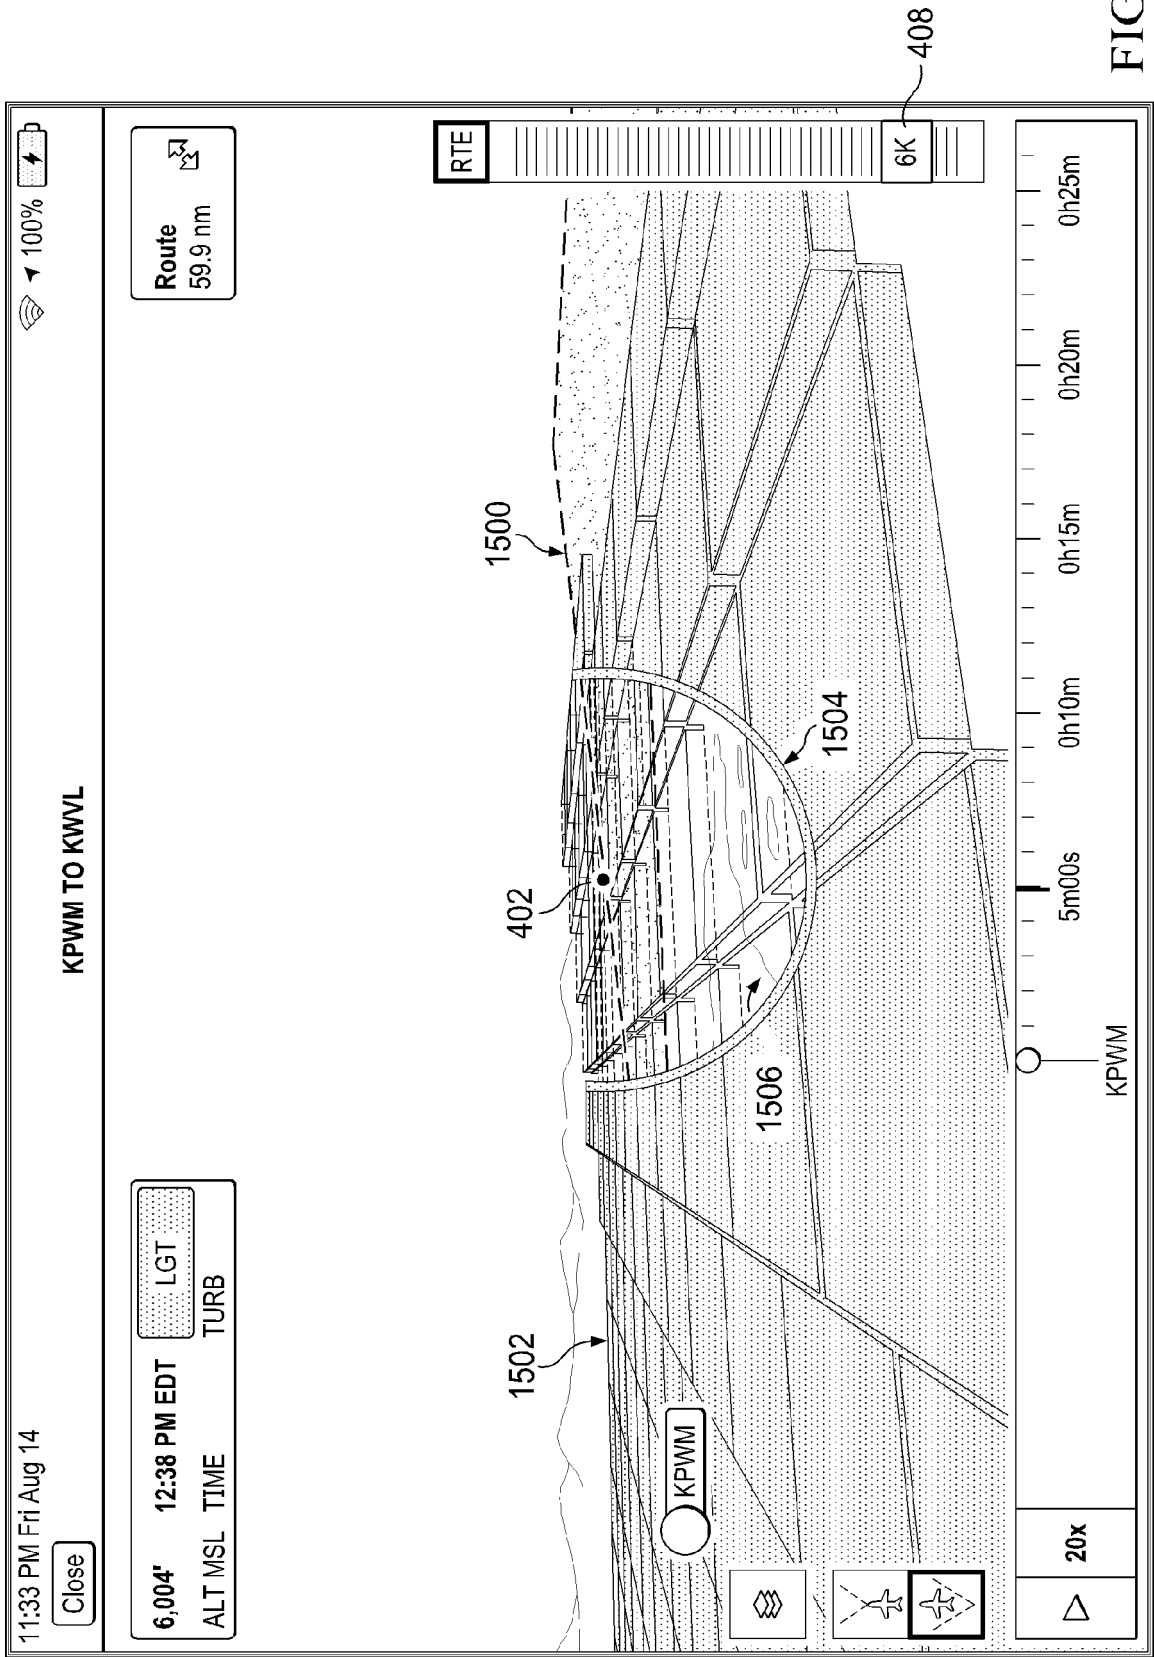 11:33 PM Fri Aug 14
100%
Close
KPWM TO KWVL
6,004' 12:38 PM EDT LGT
ALT MSL TIME TURB
Route
59.9 nm
RTE
6K
408
1500
402
1502
1504
1506
KPWM
20x
5m00s 0h10m 0h15m 0h20m 0h25m
KPWM
FIG